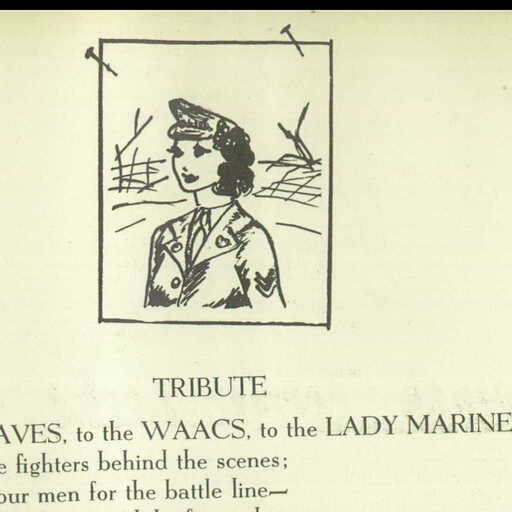 TRIBUTE
AVES, to the WAACS, to the LADY MARINE
e fighters behind the scenes;
our men for the battle line—